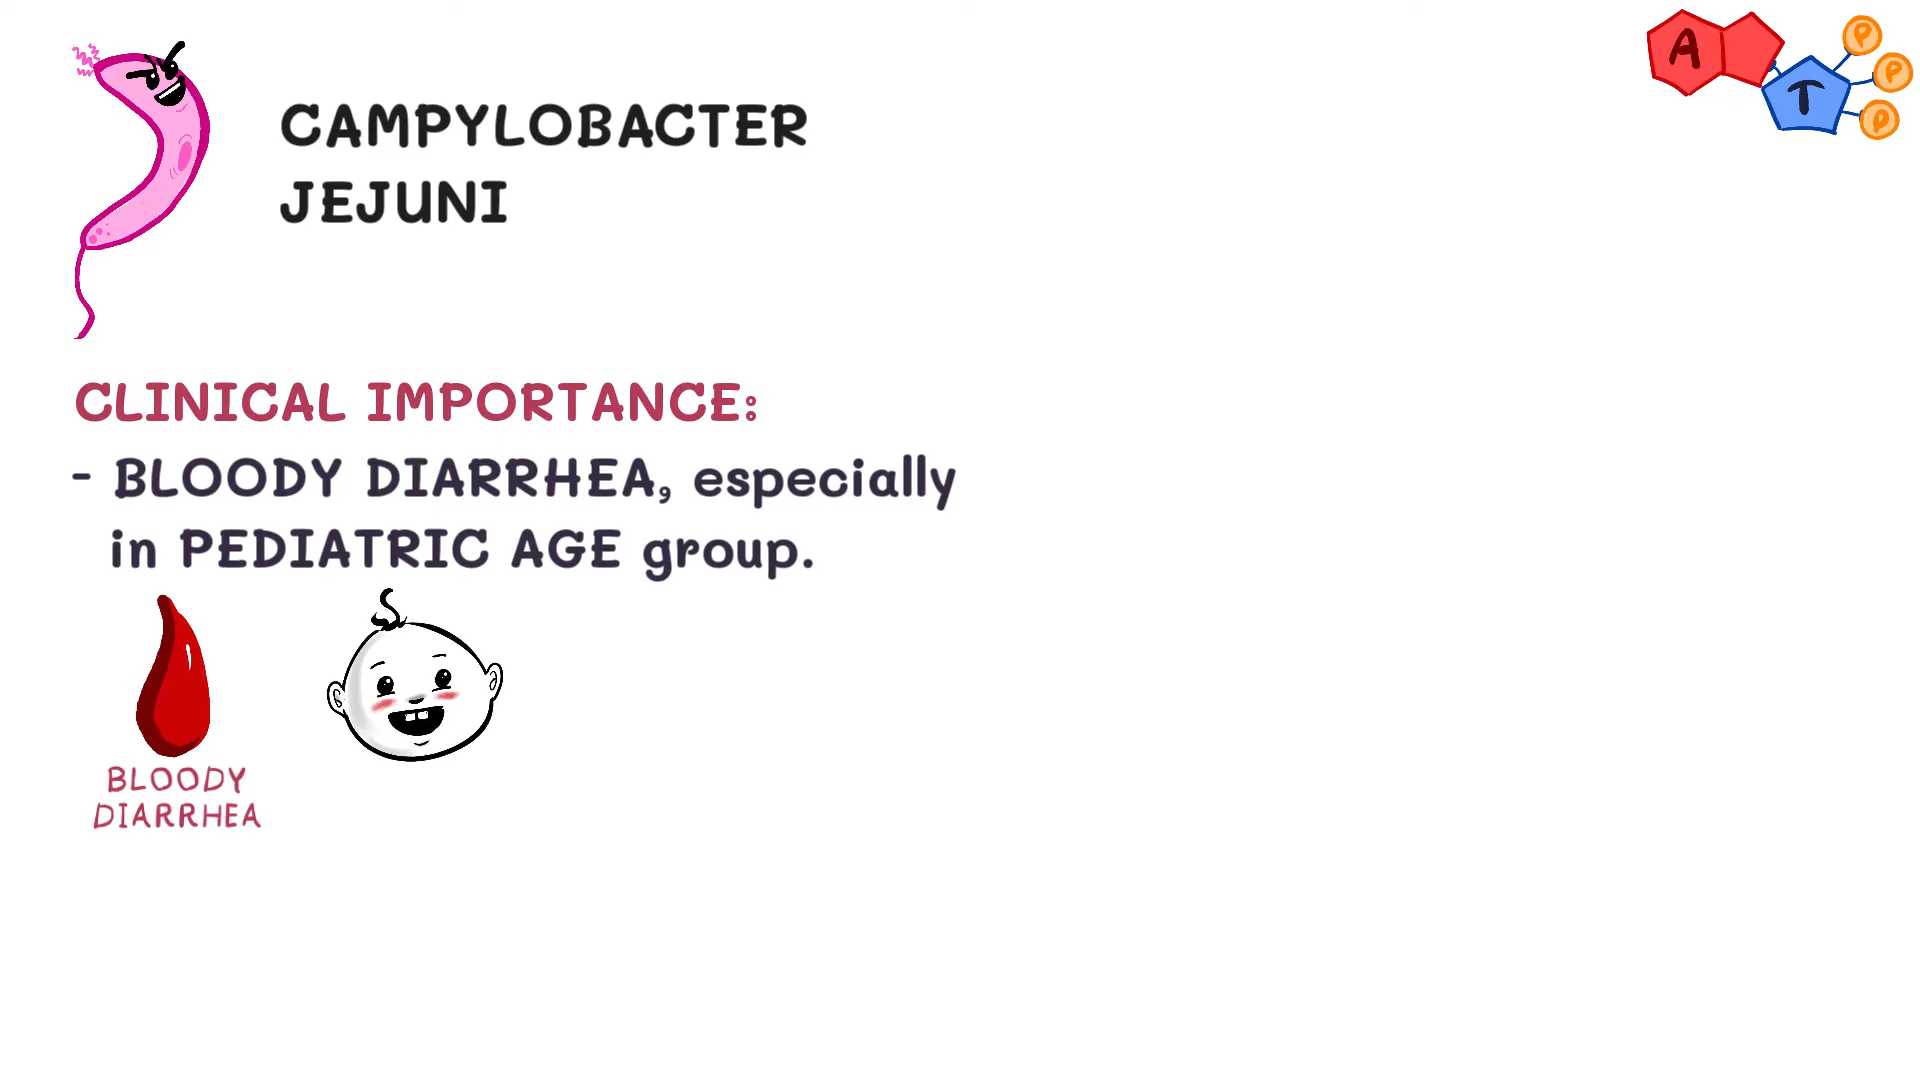 CAMPYLOBACTER
JEJUNI
A
T
P
P
P
CLINICAL IMPORTANCE:
- BLOODY DIARRHEA, especially
in PEDIATRIC AGE group.
BLOODY
DIARRHEA